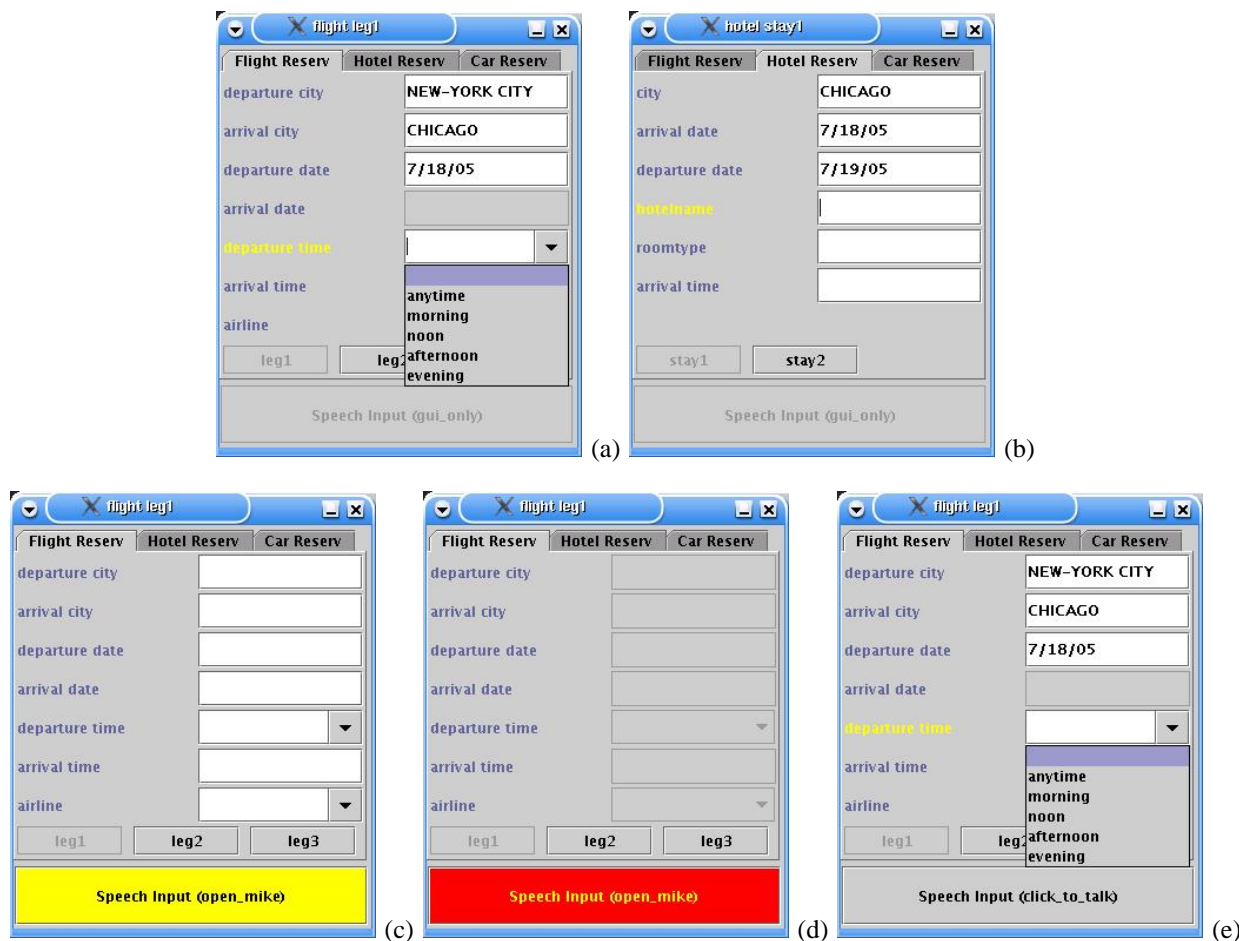 flight leg1
Flight Reserv Hotel Reserv Car Reserv
departure city NEW-YORK CITY
arrival city CHICAGO
departure date 7/18/05
arrival date
departure time
arrival time
anytime
morning
noon
airline
afternoon
evening
leg1 leg2
Speech Input (gui_only)
(a)
hotel stay1
Flight Reserv Hotel Reserv Car Reserv
city CHICAGO
arrival date 7/18/05
departure date 7/19/05
hotelname
roomtype
arrival time
stay1 stay2
Speech Input (gui_only)
(b)
flight leg1
Flight Reserv Hotel Reserv Car Reserv
departure city
arrival city
departure date
arrival date
departure time
arrival time
airline
leg1 leg2 leg3
Speech Input (open_mike)
(c)
flight leg1
Flight Reserv Hotel Reserv Car Reserv
departure city
arrival city
departure date
arrival date
departure time
arrival time
airline
leg1 leg2 leg3
Speech Input (open_mike)
(d)
flight leg1
Flight Reserv Hotel Reserv Car Reserv
departure city NEW-YORK CITY
arrival city CHICAGO
departure date 7/18/05
arrival date
departure time
arrival time
anytime
morning
airline
noon
afternoon
evening
leg1 leg2
Speech Input (click_to_talk)
(e)